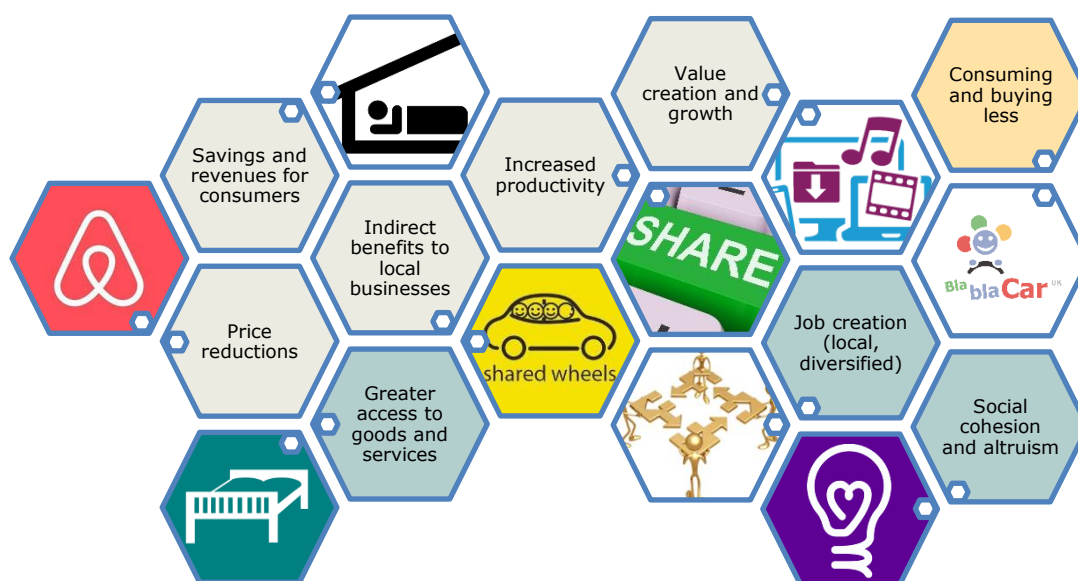 Savings and
revenues for
consumers
Price
reductions
Indirect
benefits to
local
businesses
Greater
access to
goods and
services
Increased
productivity
shared wheels
Value
creation and
growth
SHARE
Job creation
(local,
diversified)
Consuming
and buying
less
Bla
blaCar UK
Social
cohesion
and altruism